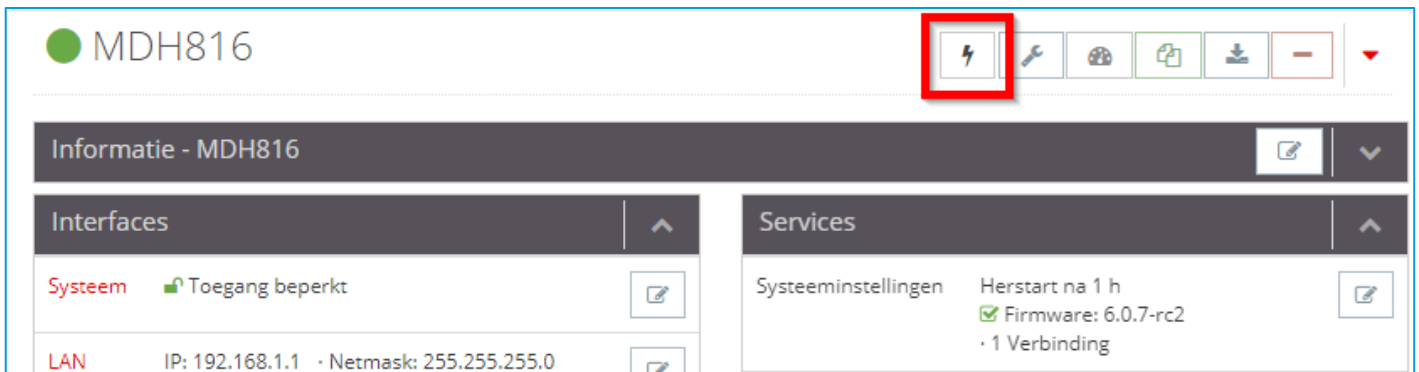 MDH816
Informatie - MDH816
Interfaces
Systeem Toegang beperkt
LAN IP: 192.168.1.1 · Netmask: 255.255.255.0
Services
Systeeminstellingen Herstart na 1 h
Firmware: 6.0.7-rc2
· 1 Verbinding